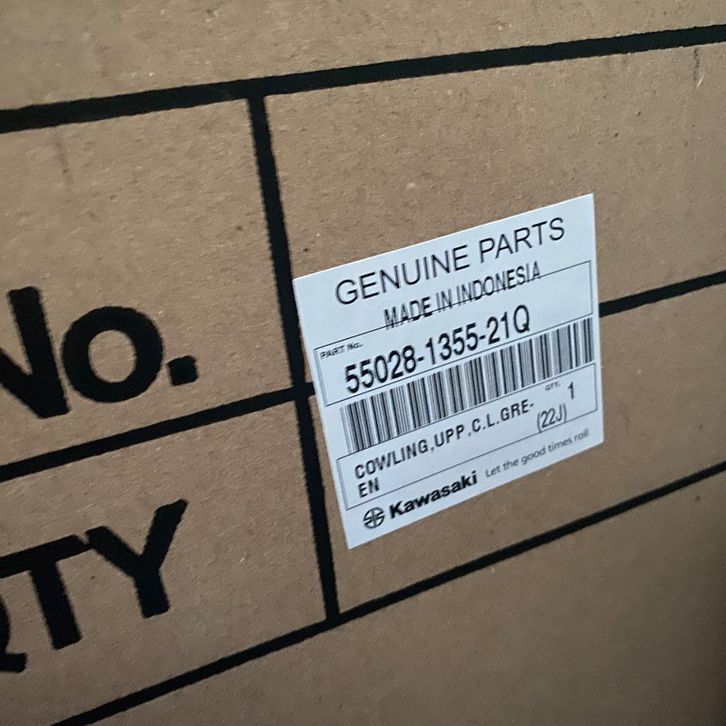 No.
QTY
GENUINE PARTS
MADE IN INDONESIA
PART No.
55028-1355-21Q
COWLING,UPP,C.L.GRE-
EN
QTY. 1
(22J)
Kawasaki Let the good times roll